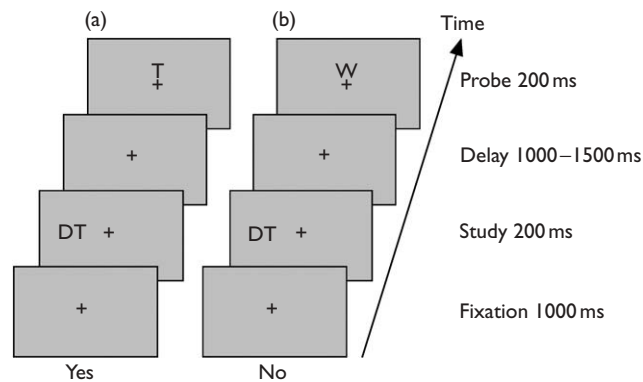 (a)
(b)
Time
T
W
Probe 200 ms
Delay 1000–1500 ms
DT
DT
Study 200 ms
Fixation 1000 ms
Yes
No